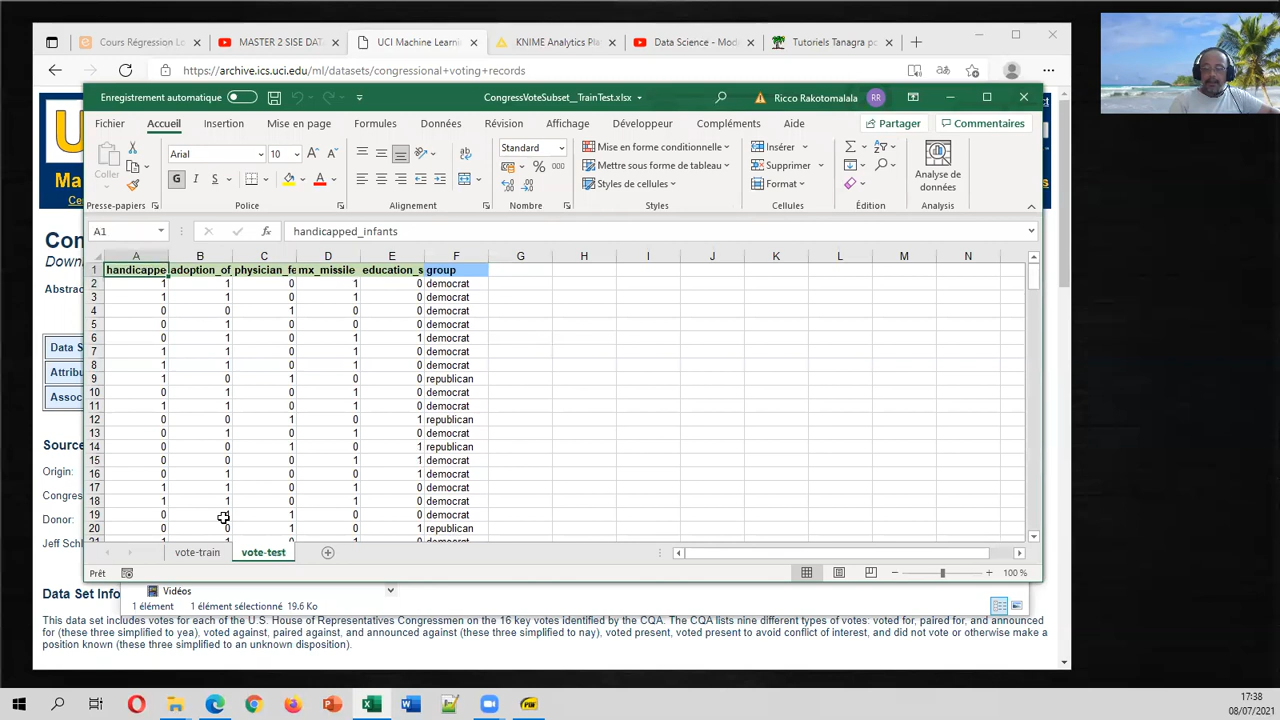 Cours Régression Lo
MASTER 2 SISE DAT
UCI Machine Learni
KNIME Analytics Pla
Data Science - Mod
Tutoriels Tanagra pc
https://archive.ics.uci.edu/ml/datasets/congressional+voting+records
Enregistrement automatique
CongressVoteSubset__TrainTest.xlsx
Ricco Rakotomalala
RR
Fichier
Accueil
Insertion
Mise en page
Formules
Données
Révision
Affichage
Développeur
Compléments
Aide
Partager
Commentaires
Coller
Arial
10
G I S
Standard
Mise en forme conditionnelle
Mettre sous forme de tableau
Styles de cellules
Insérer
Supprimer
Format
Analyse de
données
Presse-papiers
Police
Alignement
Nombre
Styles
Cellules
Édition
Analysis
A1
handicapped_infants
A B C D E F G H I J K L M N
1 handicappe adoption_of physician_fe mx_missile education_s group
2 1 1 0 1 0 democrat
3 1 1 0 1 0 democrat
4 0 0 1 0 0 democrat
5 0 1 0 0 0 democrat
6 0 1 0 1 1 democrat
7 1 1 0 1 0 democrat
8 1 1 0 1 0 democrat
9 1 0 1 0 0 republican
10 0 1 0 1 0 democrat
11 1 1 0 1 0 democrat
12 0 0 1 0 1 republican
13 0 1 0 1 0 democrat
14 0 0 1 0 1 republican
15 0 0 0 0 1 democrat
16 0 1 0 1 1 democrat
17 1 1 0 1 0 democrat
18 1 1 0 1 0 democrat
19 0 0 1 0 0 democrat
20 0 0 1 0 1 republican
vote-train
vote-test
Prêt
100 %
Con
Down
Abstrac
Data S
Attribu
Assoc
Source
Origin:
Congres
Donor:
Jeff Schl
Vidéos
1 élément
1 élément sélectionné 19.6 Ko
Data Set Info
This data set includes votes for each of the U.S. House of Representatives Congressmen on the 16 key votes identified by the CQA. The CQA lists nine different types of votes: voted for, paired for, and announced
for (these three simplified to yea), voted against, paired against, and announced against (these three simplified to nay), voted present, voted present to avoid conflict of interest, and did not vote or otherwise make a
position known (these three simplified to an unknown disposition).
17:38
08/07/2021